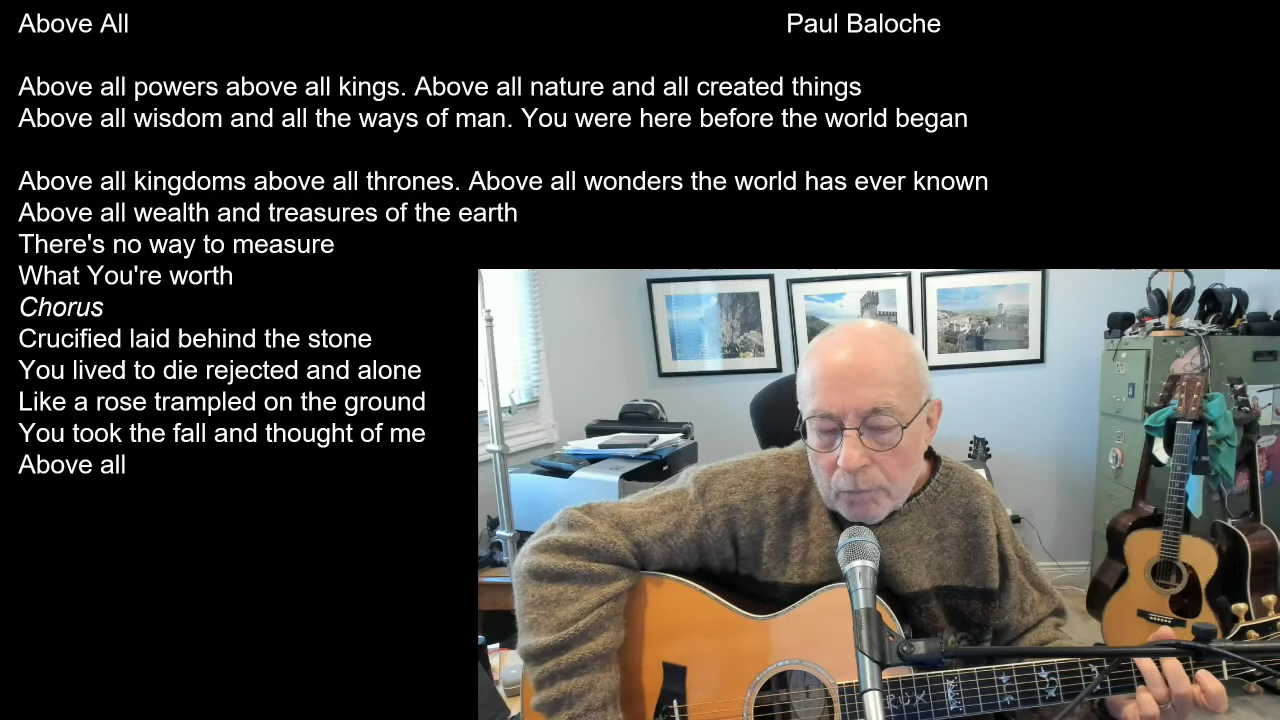 Above All Paul Baloche
Above all powers above all kings. Above all nature and all created things
Above all wisdom and all the ways of man. You were here before the world began
Above all kingdoms above all thrones. Above all wonders the world has ever known
Above all wealth and treasures of the earth
There's no way to measure
What You're worth
Chorus
Crucified laid behind the stone
You lived to die rejected and alone
Like a rose trampled on the ground
You took the fall and thought of me
Above all